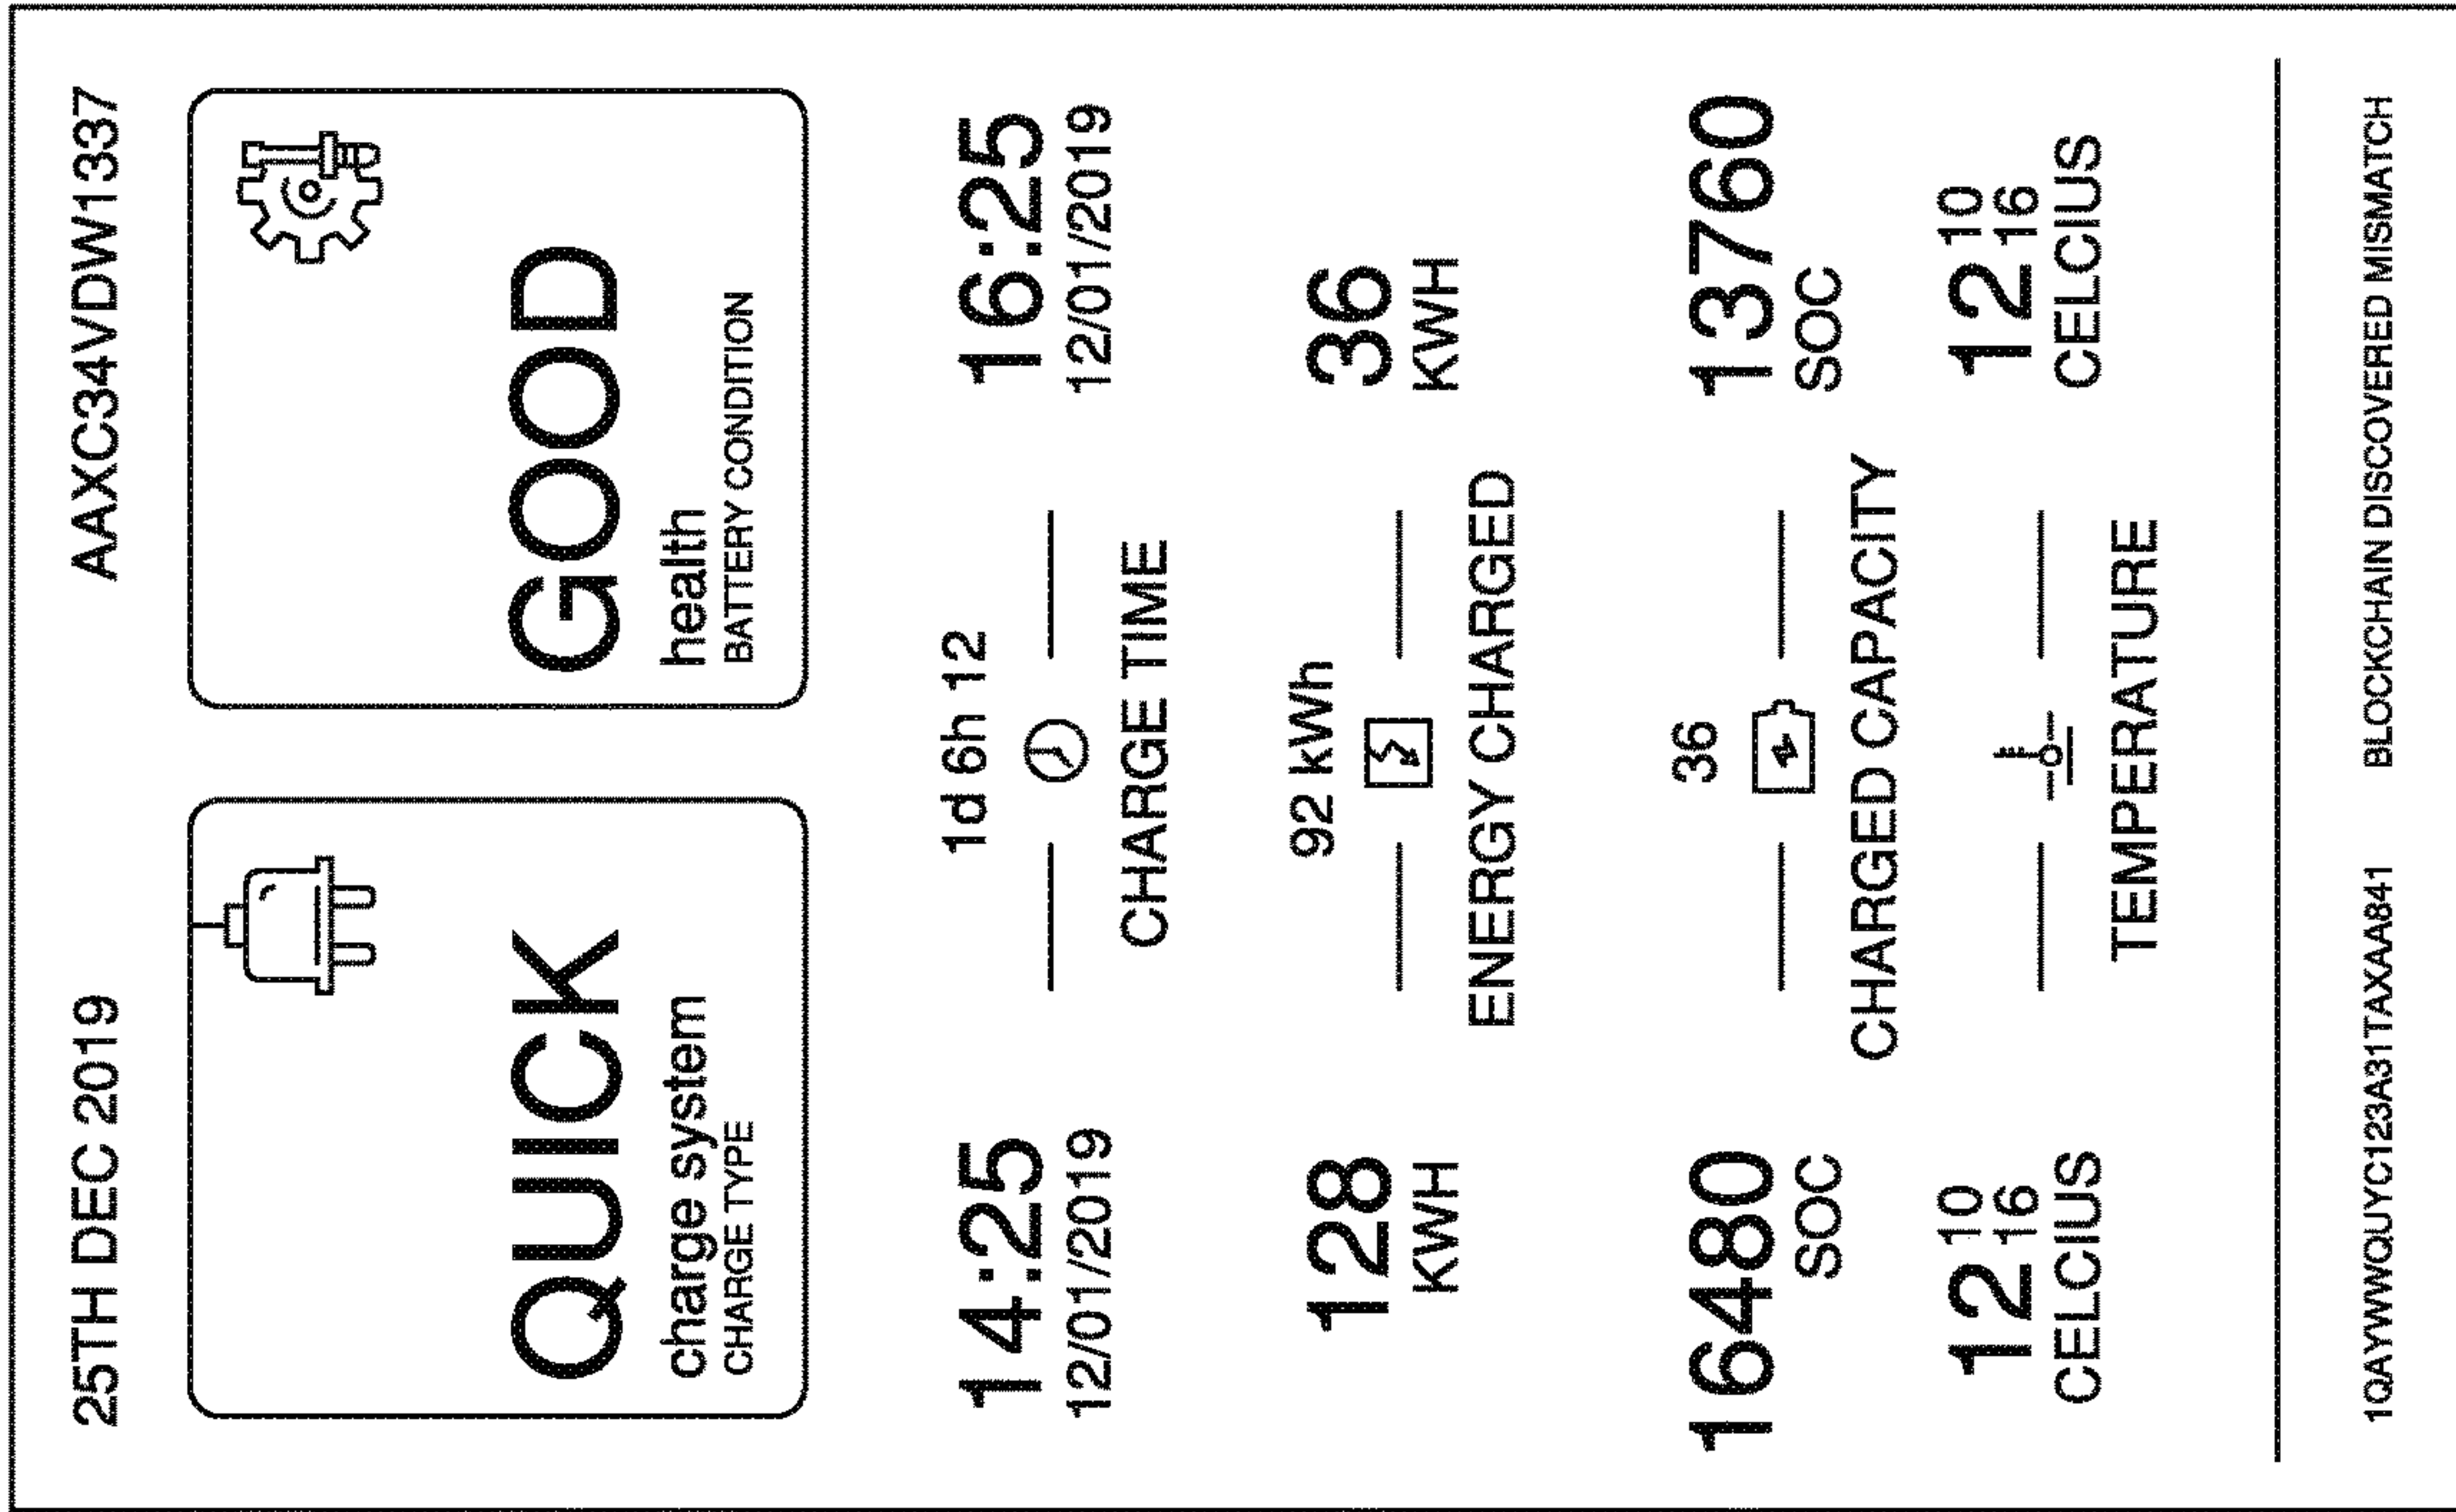 25TH DEC 2019 AAXC34VDW1337
QUICK
charge system
CHARGE TYPE
GOOD
health
BATTERY CONDITION
14:25 1d 6h 12 16:25
12/01/2019 12/01/2019
CHARGE TIME
128 92 kWh 36
KWH KWH
ENERGY CHARGED
16480 36 13760
SOC SOC
CHARGED CAPACITY
12 10 16 12 10 16
CELCIUS CELCIUS
TEMPERATURE
1QAYWWQUYC123A31TAXAA841 BLOCKCHAIN DISCOVERED MISMATCH